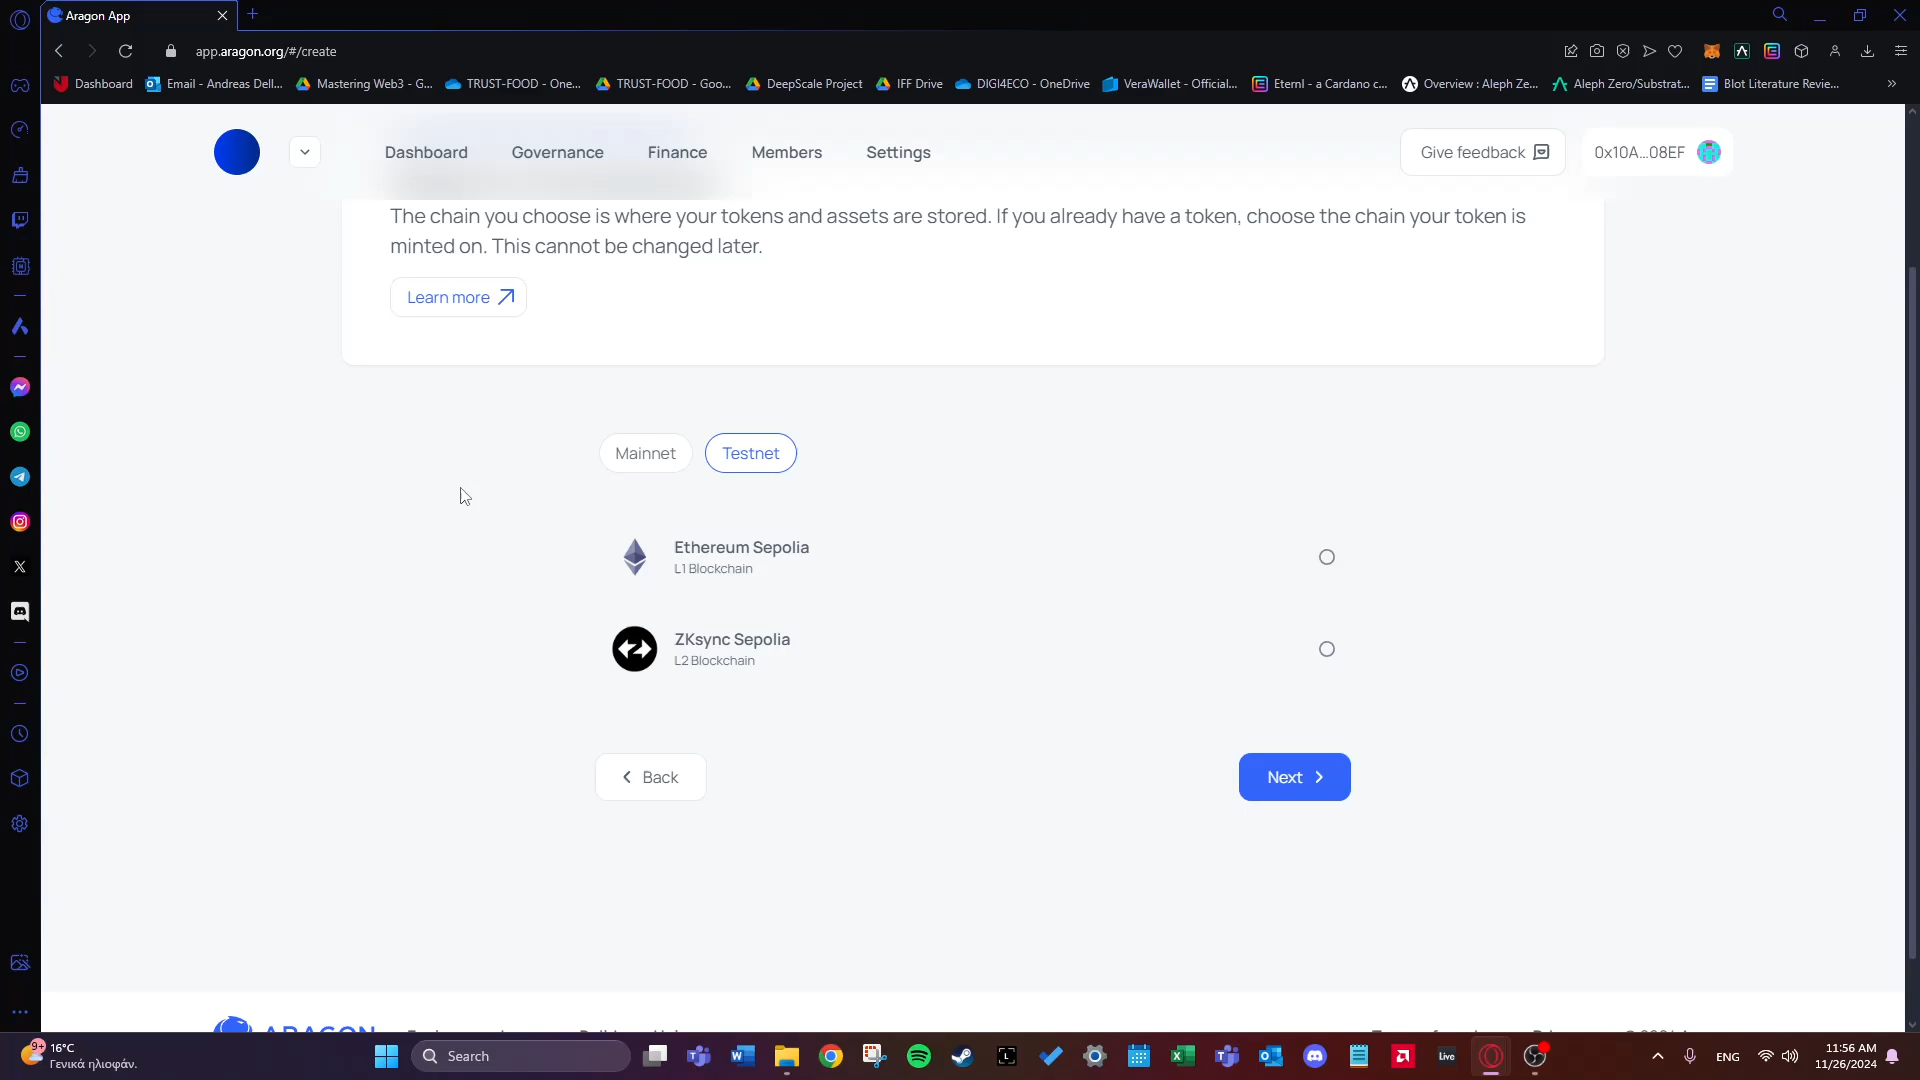 Aragon App
app.aragon.org/#/create
Dashboard
Email - Andreas Dell...
Mastering Web3 - G...
TRUST-FOOD - One...
TRUST-FOOD - Goo...
DeepScale Project
IFF Drive
DIGI4ECO - OneDrive
VeraWallet - Official...
Eternl - a Cardano c...
Overview : Aleph Ze...
Aleph Zero/Substrat...
Blot Literature Revie...
Dashboard
Governance
Finance
Members
Settings
Give feedback
0x10A...08EF
The chain you choose is where your tokens and assets are stored. If you already have a token, choose the chain your token is
minted on. This cannot be changed later.
Learn more
Mainnet
Testnet
Ethereum Sepolia
L1 Blockchain
ZKsync Sepolia
L2 Blockchain
Back
Next
ARAGON
9+
16°C
Γενικά ηλιοφάν.
Search
Live
ENG
11:56 AM
11/26/2024